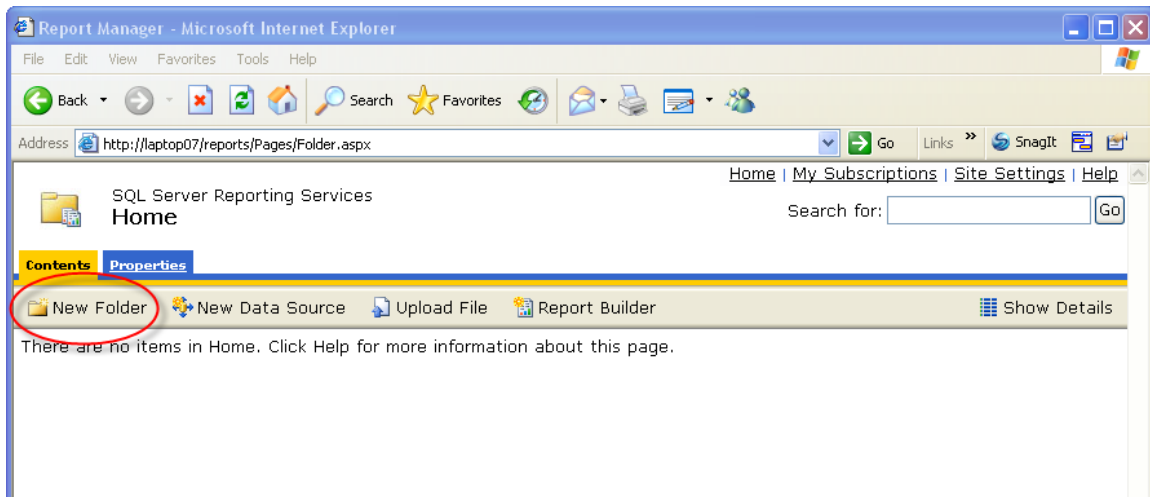 Report Manager - Microsoft Internet Explorer
File Edit View Favorites Tools Help
Back Search Favorites
Address http://laptop07/reports/Pages/Folder.aspx Go Links » SnagIt
Home | My Subscriptions | Site Settings | Help
SQL Server Reporting Services
Home
Search for: Go
Contents Properties
New Folder New Data Source Upload File Report Builder Show Details
There are no items in Home. Click Help for more information about this page.